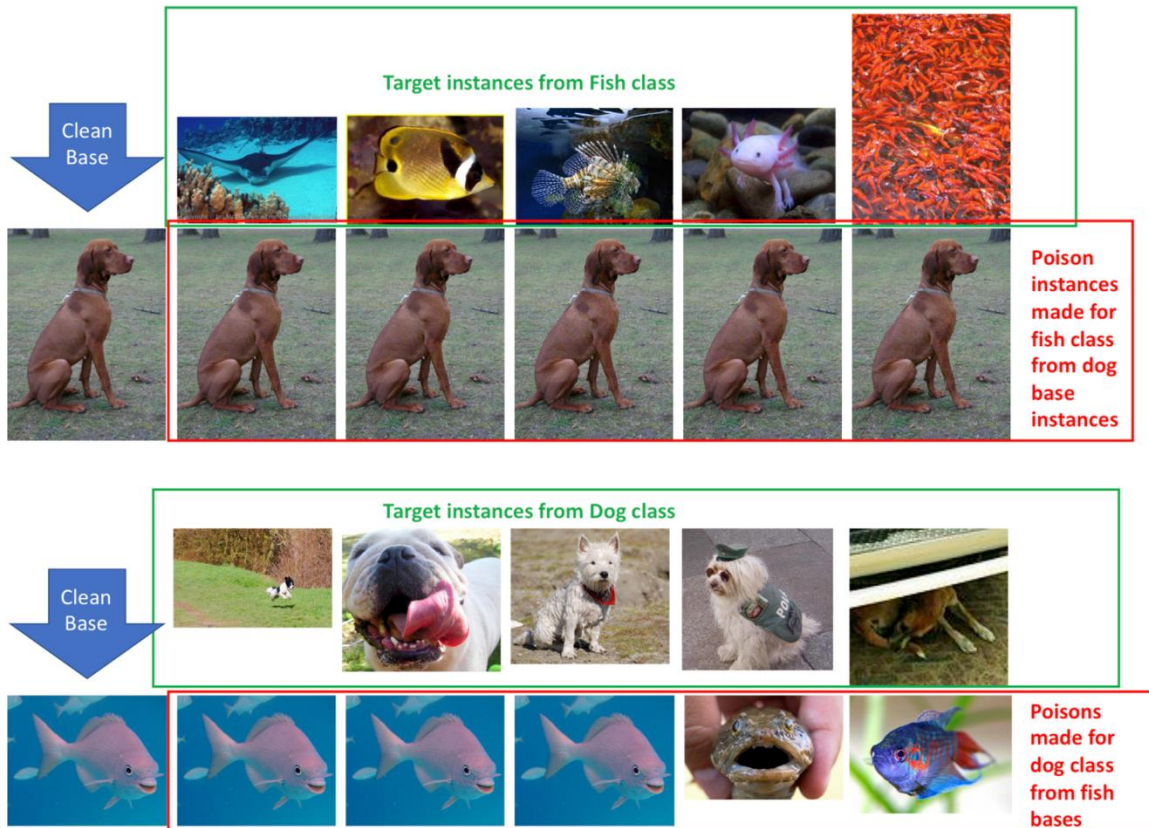 Target instances from Fish class
Clean
Base
Poison
instances
made for
fish class
from dog
base
instances
Target instances from Dog class
Clean
Base
POLI
Poisons
made for
dog class
from fish
bases